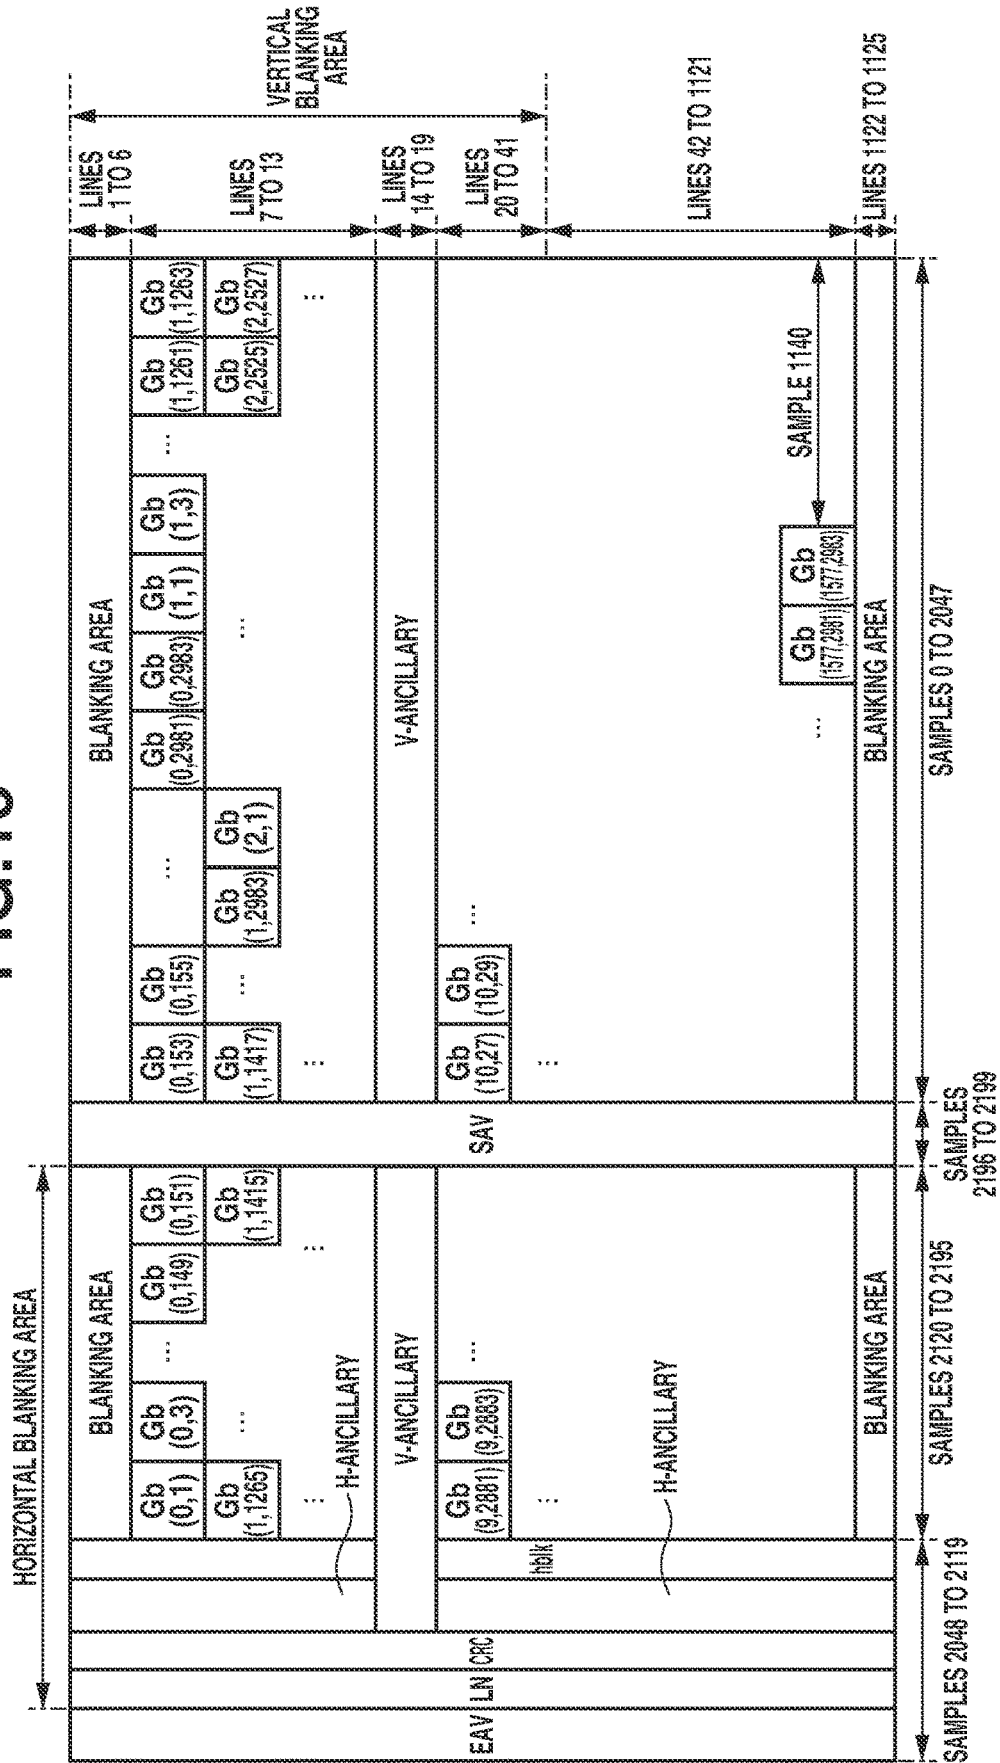 HORIZONTAL BLANKING AREA
BLANKING AREA
BLANKING AREA
LINES
1 TO 6
VERTICAL
BLANKING
AREA
Gb
(0,1)
Gb
(0,3)
...
Gb
(0,149)
Gb
(0,151)
Gb
(0,153)
Gb
(0,155)
...
Gb
(0,2981)
Gb
(0,2983)
Gb
(1,1)
Gb
(1,3)
...
Gb
(1,1261)
Gb
(1,1263)
LINES
7 TO 13
Gb
(1,1265)
...
Gb
(1,1415)
Gb
(1,1417)
...
Gb
(1,2983)
Gb
(2,1)
...
Gb
(2,2525)
Gb
(2,2527)
...
...
...
...
H-ANCILLARY
V-ANCILLARY
V-ANCILLARY
LINES
14 TO 19
EAV
LN
CRC
SAV
Gb
(9,2881)
Gb
(9,2883)
...
Gb
(10,27)
Gb
(10,29)
...
LINES
20 TO 41
hblk
...
...
H-ANCILLARY
LINES 42 TO 1121
...
Gb
(1577,2981)
Gb
(1577,2983)
SAMPLE 1140
BLANKING AREA
BLANKING AREA
LINES 1122 TO 1125
SAMPLES 2048 TO 2119
SAMPLES 2120 TO 2195
SAMPLES
2196 TO 2199
SAMPLES 0 TO 2047